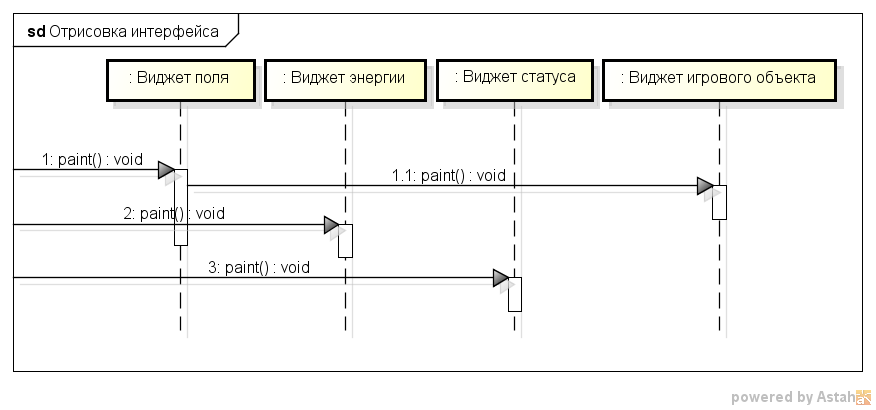 sd Отрисовка интерфейса
: Виджет поля
: Виджет энергии
: Виджет статуса
: Виджет игрового объекта
1: paint() : void
1.1: paint() : void
2: paint() : void
3: paint() : void
powered by Astah